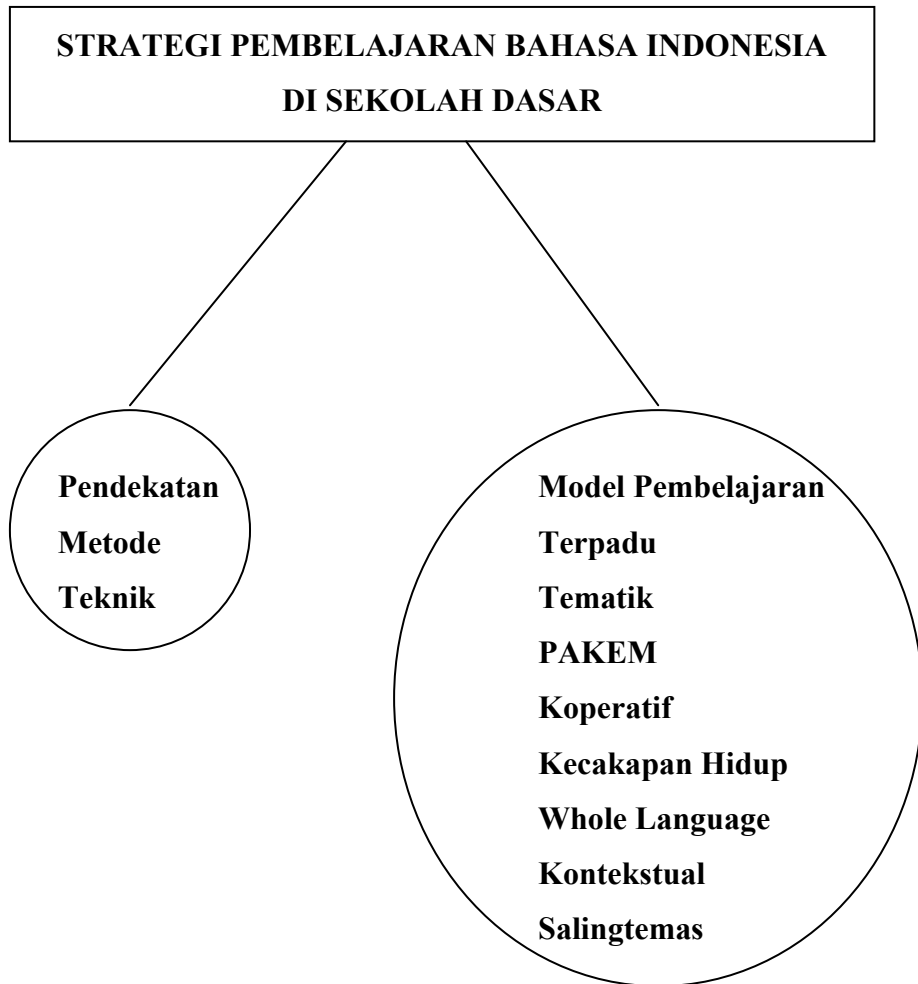 STRATEGI PEMBELAJARAN BAHASA INDONESIA
DI SEKOLAH DASAR
Pendekatan
Metode
Teknik
Model Pembelajaran
Terpadu
Tematik
PAKEM
Koperatif
Kecakapan Hidup
Whole Language
Kontekstual
Salingtemas